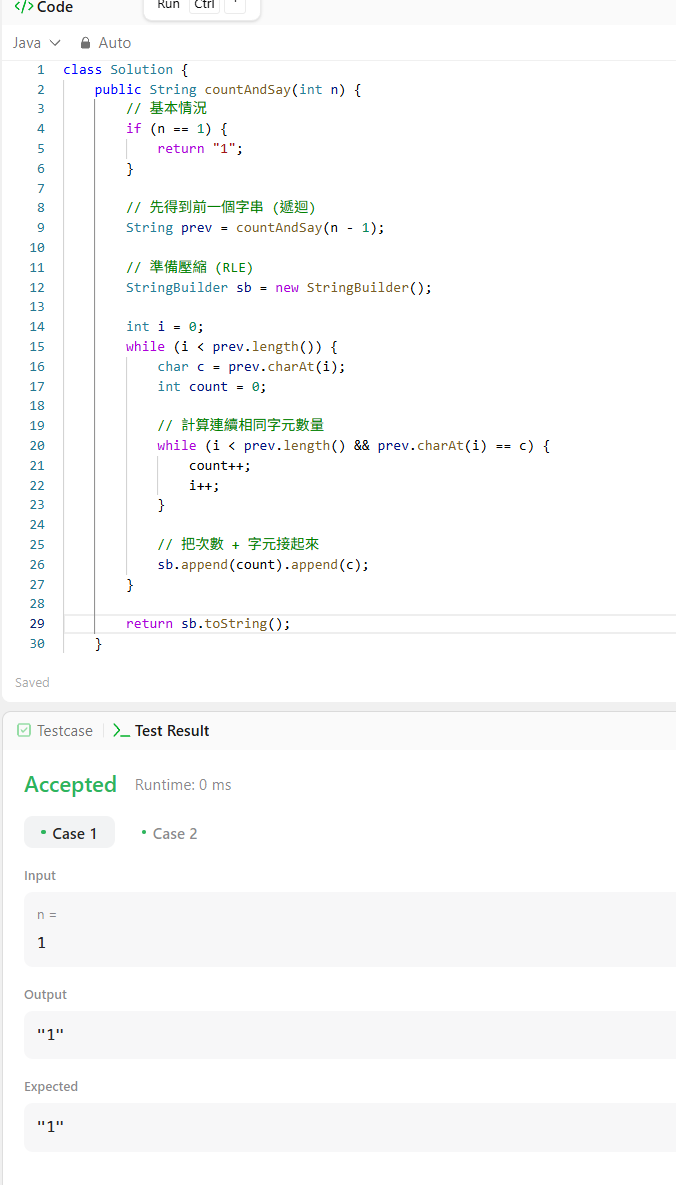 </> Code
Run Ctrl '
Java Auto
1 class Solution {
2     public String countAndSay(int n) {
3         // 基本情況
4         if (n == 1) {
5             return "1";
6         }
7
8         // 先得到前一個字串 (遞迴)
9         String prev = countAndSay(n - 1);
10
11         // 準備壓縮 (RLE)
12         StringBuilder sb = new StringBuilder();
13
14         int i = 0;
15         while (i < prev.length()) {
16             char c = prev.charAt(i);
17             int count = 0;
18
19             // 計算連續相同字元數量
20             while (i < prev.length() && prev.charAt(i) == c) {
21                 count++;
22                 i++;
23             }
24
25             // 把次數 + 字元接起來
26             sb.append(count).append(c);
27         }
28
29         return sb.toString();
30     }
Saved
Testcase Test Result
Accepted Runtime: 0 ms
Case 1 Case 2
Input
n =
1
Output
"1"
Expected
"1"